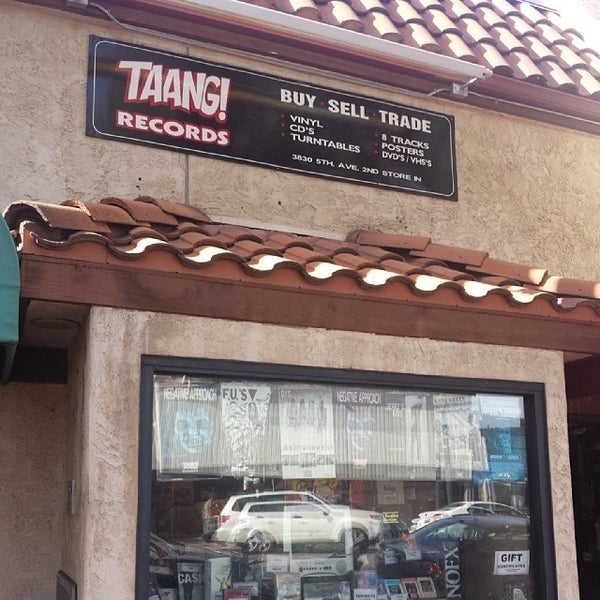 TAANG!
RECORDS
BUY • SELL • TRADE
• VINYL
• CD'S
• TURNTABLES
• 8 TRACKS
• POSTERS
• DVD'S / VHS'S
3830 5TH. AVE, 2ND STORE IN
NEGATIVE APPROACH
F.U.'S
NEGATIVE APPROACH
CASH
NOFX
GIFT
CERTIFICATES